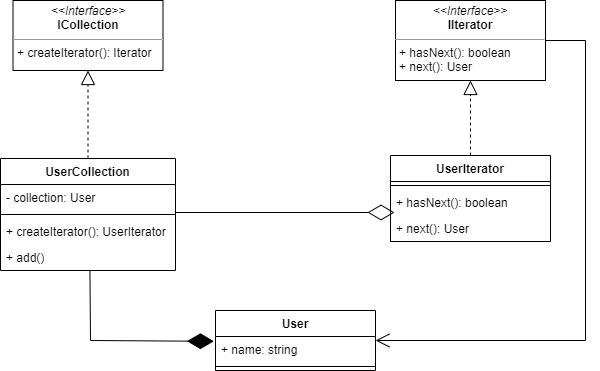 <<Interface>>
ICollection
+ createIterator(): Iterator
<<Interface>>
IIterator
+ hasNext(): boolean
+ next(): User
UserCollection
- collection: User
+ createIterator(): UserIterator
+ add()
UserIterator
+ hasNext(): boolean
+ next(): User
User
+ name: string